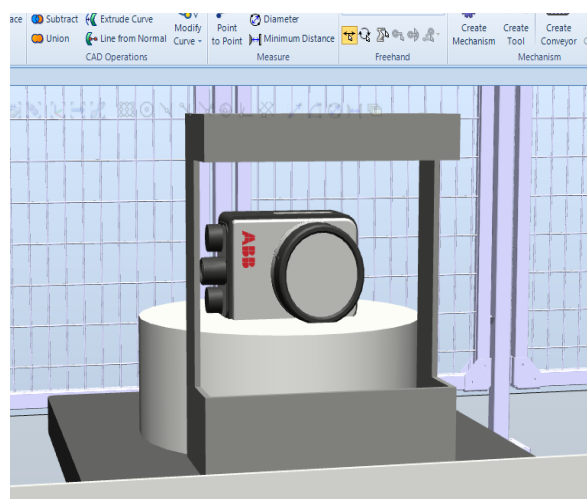 ace
Subtract
Extrude Curve
Modify
Curve
Point
to Point
Diameter
Create
Mechanism
Create
Tool
Create
Conveyor
Union
Line from Normal
Minimum Distance
CAD Operations
Measure
Freehand
Mechanism
ABB